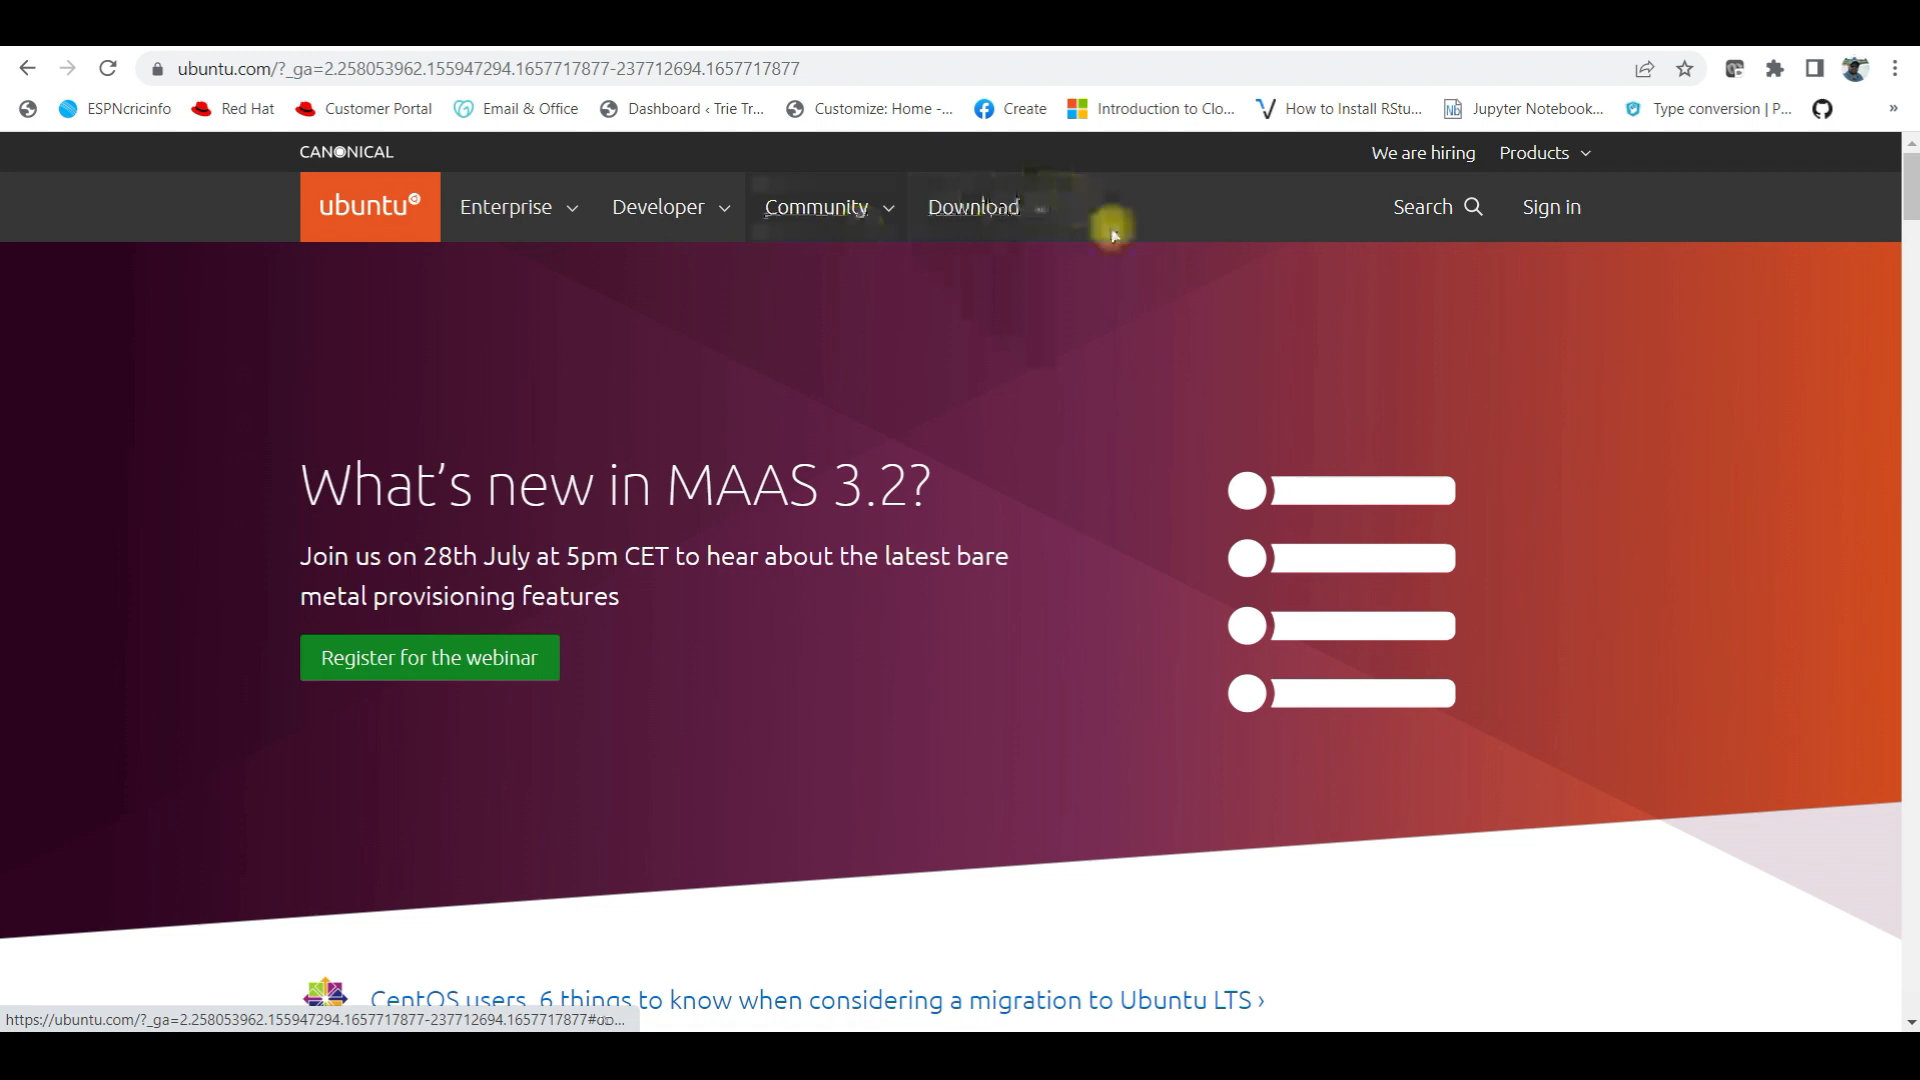 ubuntu.com/?_ga=2.258053962.155947294.1657717877-237712694.1657717877
ESPNcricinfo Red Hat Customer Portal Email & Office Dashboard ‹ Trie Tr... Customize: Home -... Create Introduction to Clo... How to Install RStu... Jupyter Notebook... Type conversion | P... »
CANONICAL We are hiring Products
ubuntu Enterprise Developer Community Download Search Sign in
What's new in MAAS 3.2?
Join us on 28th July at 5pm CET to hear about the latest bare
metal provisioning features
Register for the webinar
CentOS users, 6 things to know when considering a migration to Ubuntu LTS ›
https://ubuntu.com/?_ga=2.258053962.155947294.1657717877-237712694.1657717877#do...